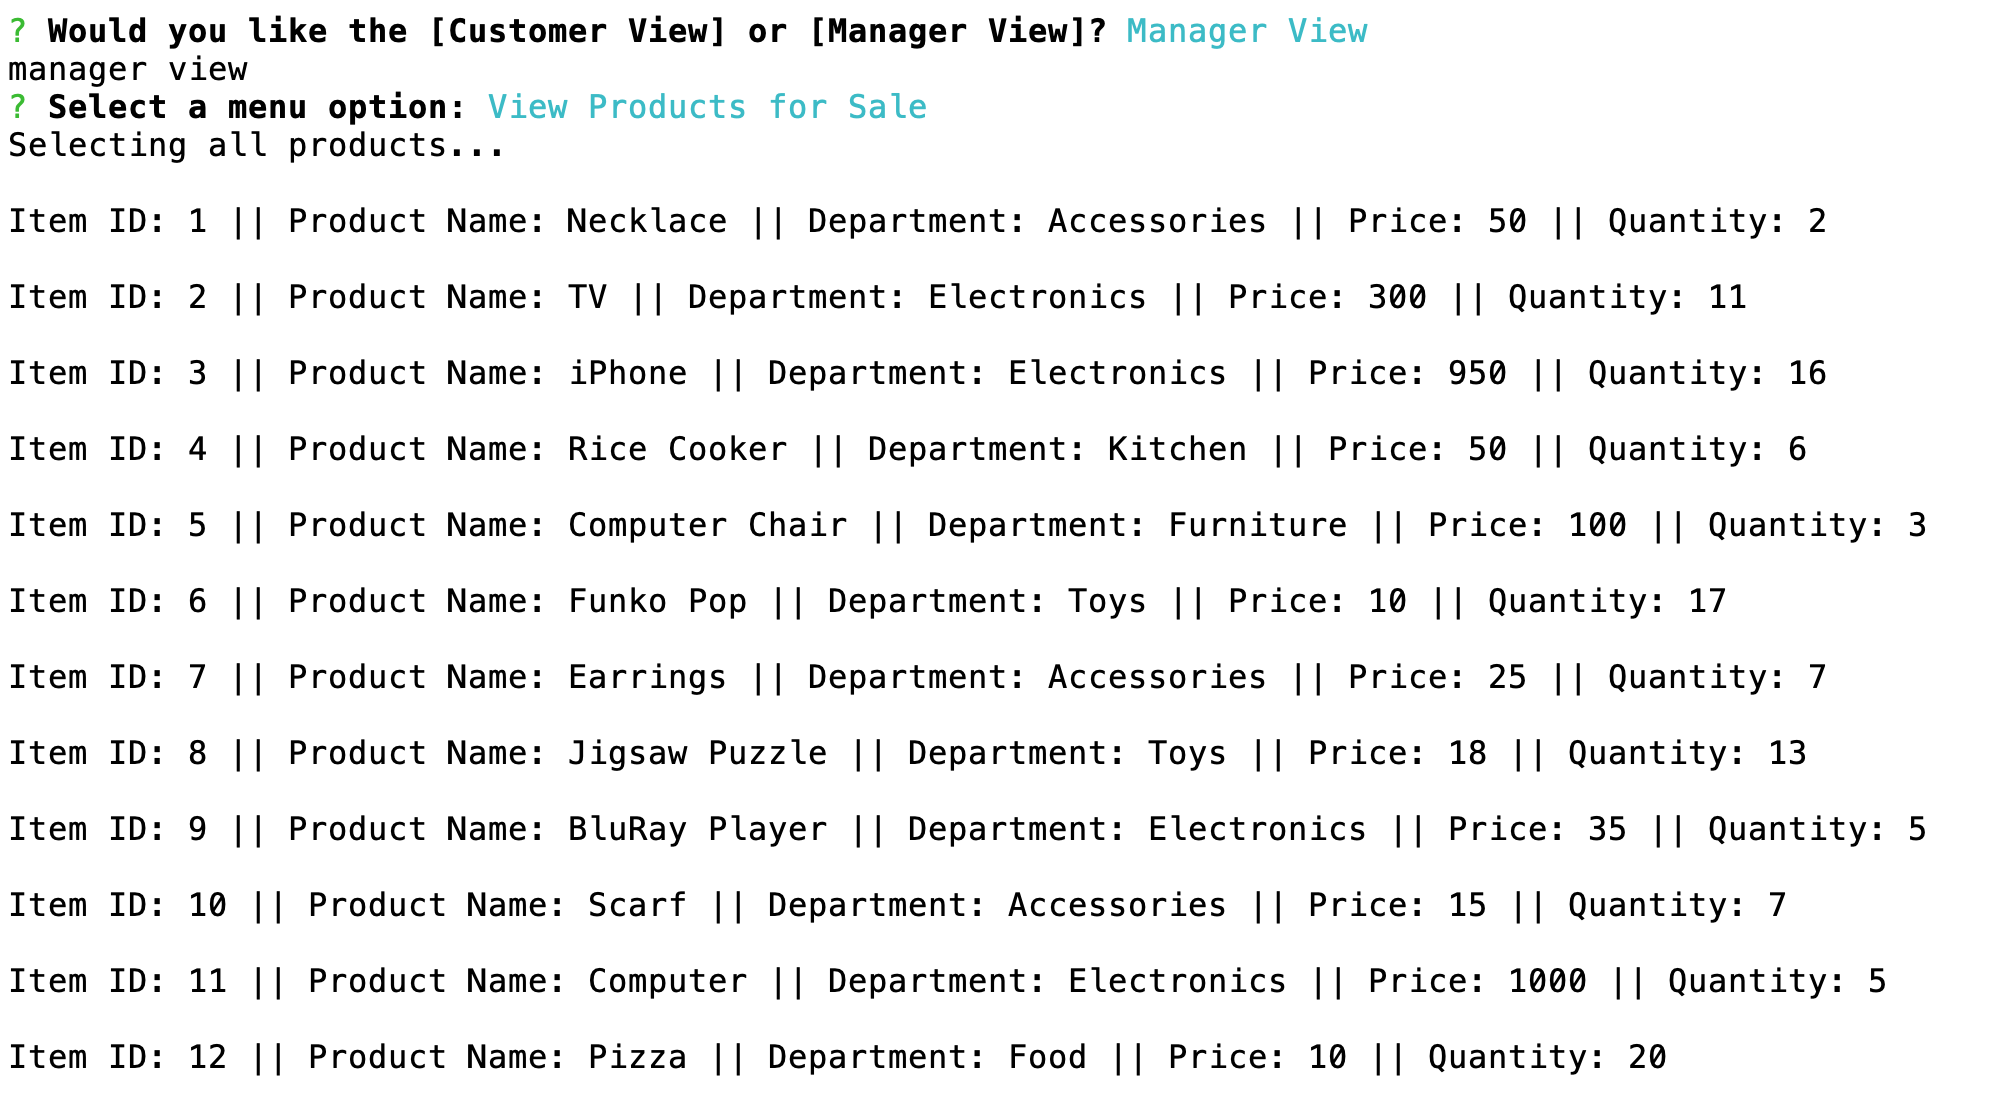 ? Would you like the [Customer View] or [Manager View]? Manager View
manager view
? Select a menu option: View Products for Sale
Selecting all products...
Item ID: 1 || Product Name: Necklace || Department: Accessories || Price: 50 || Quantity: 2
Item ID: 2 || Product Name: TV || Department: Electronics || Price: 300 || Quantity: 11
Item ID: 3 || Product Name: iPhone || Department: Electronics || Price: 950 || Quantity: 16
Item ID: 4 || Product Name: Rice Cooker || Department: Kitchen || Price: 50 || Quantity: 6
Item ID: 5 || Product Name: Computer Chair || Department: Furniture || Price: 100 || Quantity: 3
Item ID: 6 || Product Name: Funko Pop || Department: Toys || Price: 10 || Quantity: 17
Item ID: 7 || Product Name: Earrings || Department: Accessories || Price: 25 || Quantity: 7
Item ID: 8 || Product Name: Jigsaw Puzzle || Department: Toys || Price: 18 || Quantity: 13
Item ID: 9 || Product Name: BluRay Player || Department: Electronics || Price: 35 || Quantity: 5
Item ID: 10 || Product Name: Scarf || Department: Accessories || Price: 15 || Quantity: 7
Item ID: 11 || Product Name: Computer || Department: Electronics || Price: 1000 || Quantity: 5
Item ID: 12 || Product Name: Pizza || Department: Food || Price: 10 || Quantity: 20